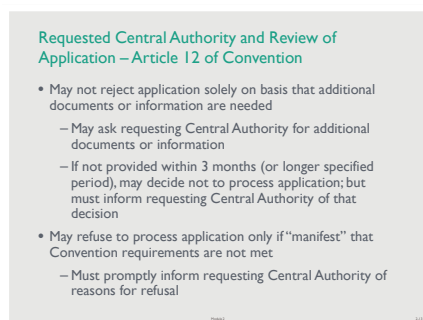 Requested Central Authority and Review of
Application – Article 12 of Convention
• May not reject application solely on basis that additional
documents or information are needed
– May ask requesting Central Authority for additional
documents or information
– If not provided within 3 months (or longer specified
period), may decide not to process application; but
must inform requesting Central Authority of that
decision
• May refuse to process application only if “manifest” that
Convention requirements are not met
– Must promptly inform requesting Central Authority of
reasons for refusal